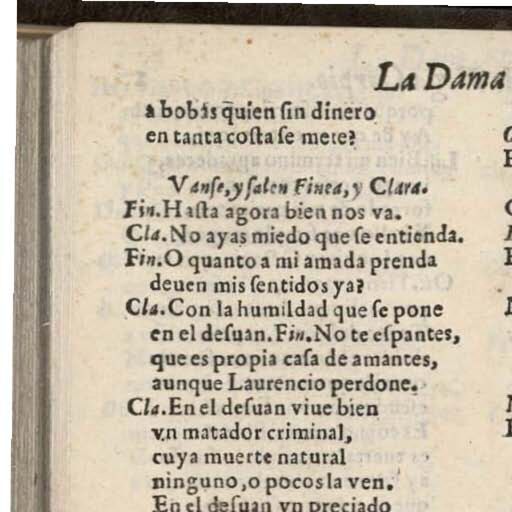 La Dama
a bobas q̃uien ſin dinero
en tanta coſta ſe mete?
Vanſe, y ſalen Finea, y Clara.
Fin. Haſta agora bien nos va.
Cla. No ayas miedo que ſe entienda.
Fin. O quanto a mi amada prenda
deuen mis ſentidos ya?
Cla. Con la humildad que ſe pone
en el deſuan. Fin. No te eſpantes,
que es propia caſa de amantes,
aunque Laurencio perdone.
Cla. En el deſuan viue bien
vn matador criminal,
cuya muerte natural
ninguno, o pocos la ven.
En el deſuan vn preciado